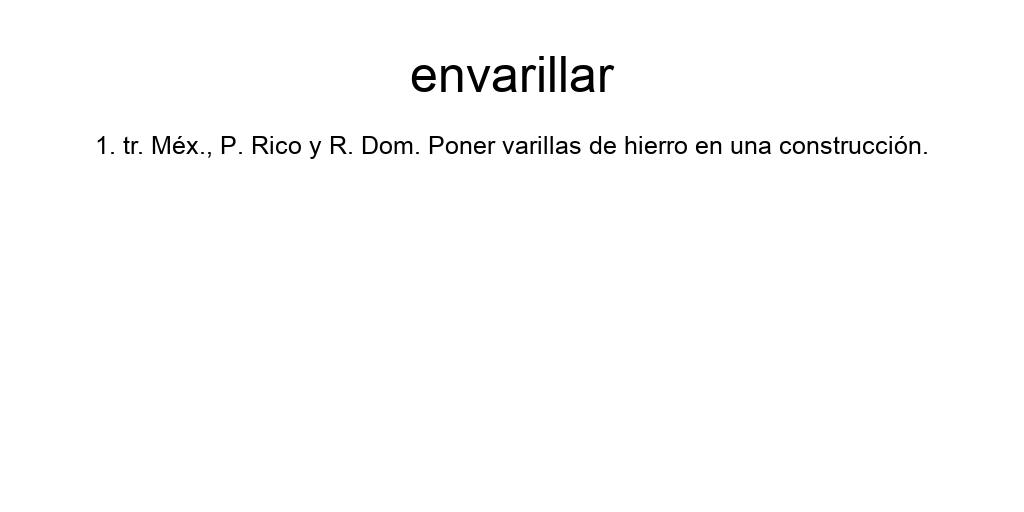 envarillar
1. tr. Méx., P. Rico y R. Dom. Poner varillas de hierro en una construcción.